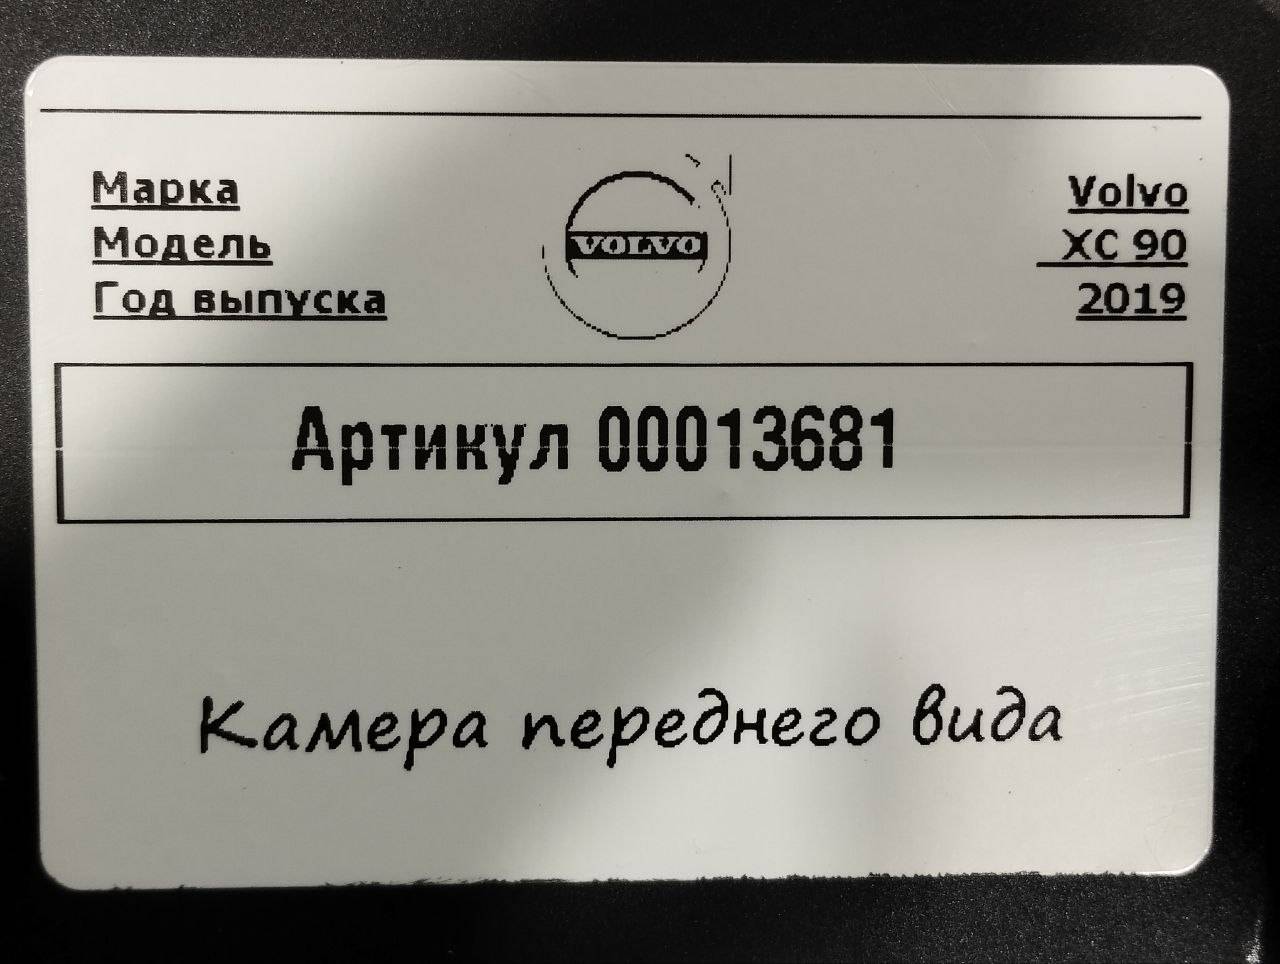 Марка VOLVO Volvo
Модель XC 90
Год выпуска 2019
Артикул 00013681
Камера переднего вида